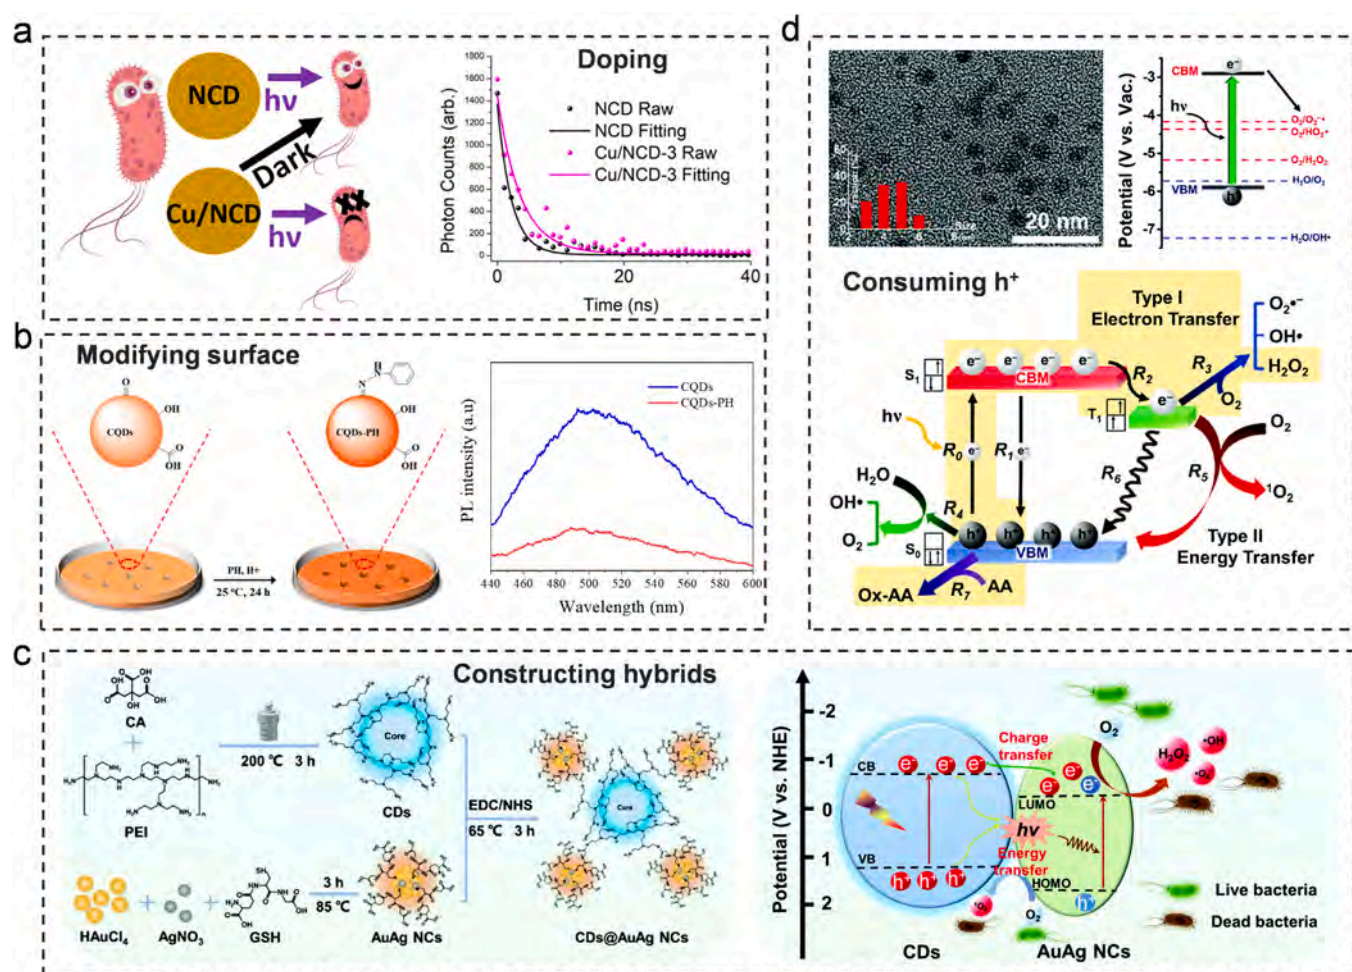 a
NCD
hν
Dark
Cu/NCD
hν
Doping
Photon Counts (arb.)
1800
1600
1400
1200
1000
800
600
400
200
0
NCD Raw
NCD Fitting
Cu/NCD-3 Raw
Cu/NCD-3 Fitting
0
20
40
Time (ns)
b
Modifying surface
O
OH
CQDs
O
OH
H
N
N
OH
CQDs-PH
O
OH
PH, H+
25 °C, 24 h
PL intensity (a.u)
CQDs
CQDs-PH
440
460
480
500
520
540
560
580
600
Wavelength (nm)
c
Constructing hybrids
CA
+
PEI
200 °C 3 h
Core
CDs
HAuCl4
+
AgNO3
+
GSH
3 h
85 °C
AuAg NCs
EDC/NHS
65 °C 3 h
Core
CDs@AuAg NCs
Potential (V vs. NHE)
-2
-1
0
1
2
CB
e- e- e-
Charge
transfer
O2
H2O2
•OH
e- e- e-
LUMO
hν
VB
Energy
transfer
HOMO
h+ h+ h+
h+
O2
CDs
AuAg NCs
Live bacteria
Dead bacteria
d
20 nm
Potential (V vs. Vac.)
-3
-4
-5
-6
-7
CBM
e-
hν
VBM
h+
O2/O2-•
O2/HO2•
O2/H2O2
H2O/O2
H2O/OH•
Consuming h+
Type I
Electron Transfer
O2•−
OH•
H2O2
S1
e− e− e− e−
CBM
R2
R3
e−
O2
T1
hν
R0
e−
R1
e−
R6
R5
O2
1O2
H2O
OH•
O2
R4
h+ h+ h+ h+
S0
VBM
Type II
Energy Transfer
Ox-AA
R7
AA